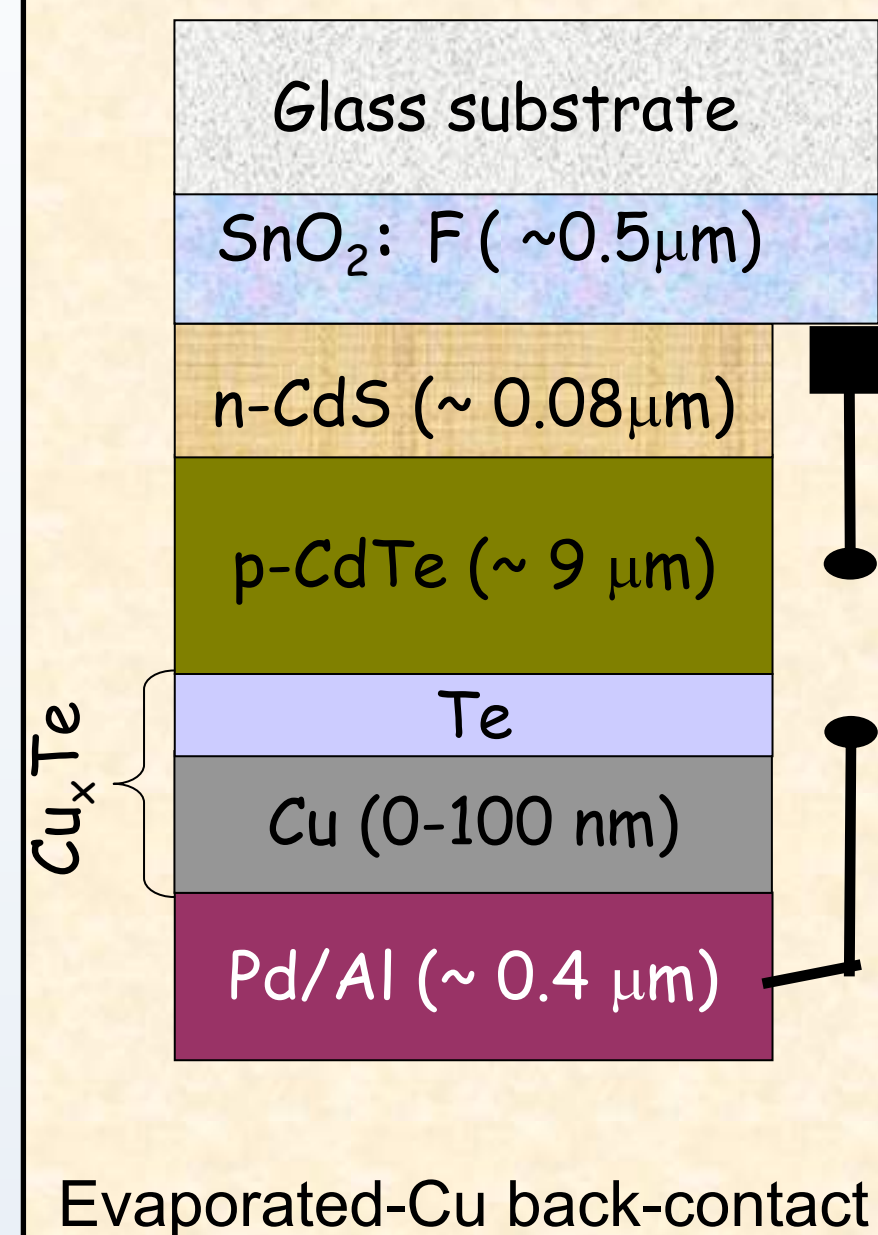 Glass substrate
SnO₂: F ( ~0.5μm)
n-CdS (~ 0.08μm)
p-CdTe (~ 9 μm)
Te
CuₓTe
Cu (0-100 nm)
Pd/Al (~ 0.4 μm)
Evaporated-Cu back-contact